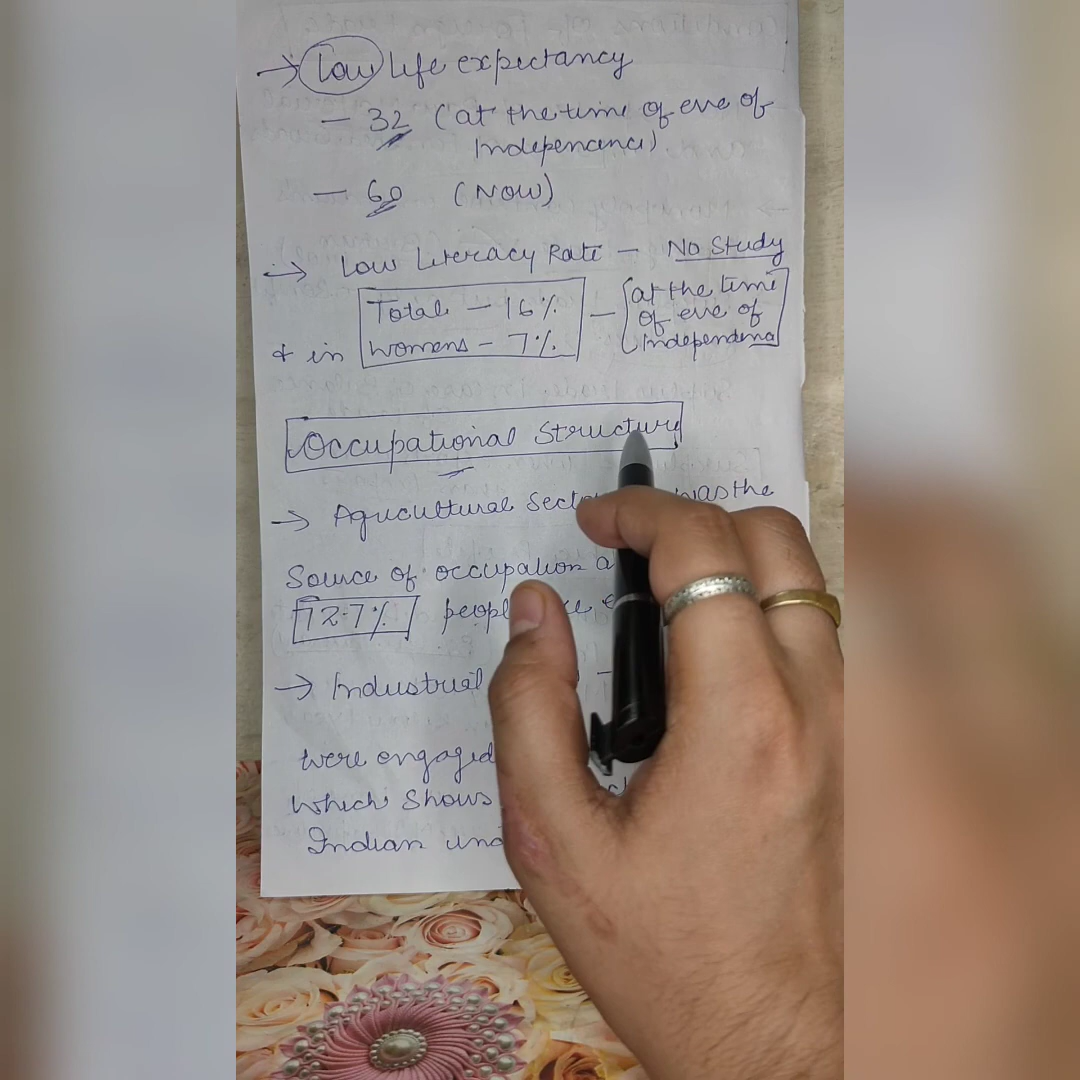 → Low life expectancy
- 32 (at the time of eve of
Independence)
- 60 (NOW)
→ Low Literacy Rate - No Study
Total - 16%
& in womens - 7%
- (at the time
of eve of
Independence
Occupational Structure
→ Agricultural Sector was the
Source of occupation
72.7%
→ Industrial
were engaged
which shows
Indian